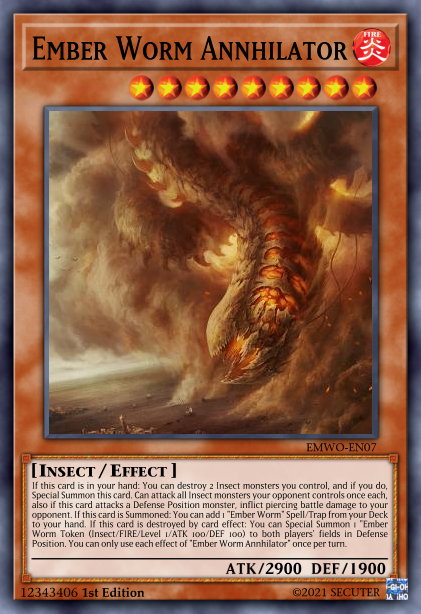 EMBER WORM ANNHILATOR
FIRE
炎
EMWO-EN07
[INSECT / EFFECT]
If this card is in your hand: You can destroy 2 Insect monsters you control, and if you do,
Special Summon this card. Can attack all Insect monsters your opponent controls once each,
also if this card attacks a Defense Position monster, inflict piercing battle damage to your
opponent. If this card is Summoned: You can add 1 "Ember Worm" Spell/Trap from your Deck
to your hand. If this card is destroyed by card effect: You can Special Summon 1 "Ember
Worm Token (Insect/FIRE/Level 1/ATK 100/DEF 100) to both players' fields in Defense
Position. You can only use each effect of "Ember Worm Annhilator" once per turn.
ATK/2900 DEF/1900
12343406 1st Edition
©2021 SECUTER